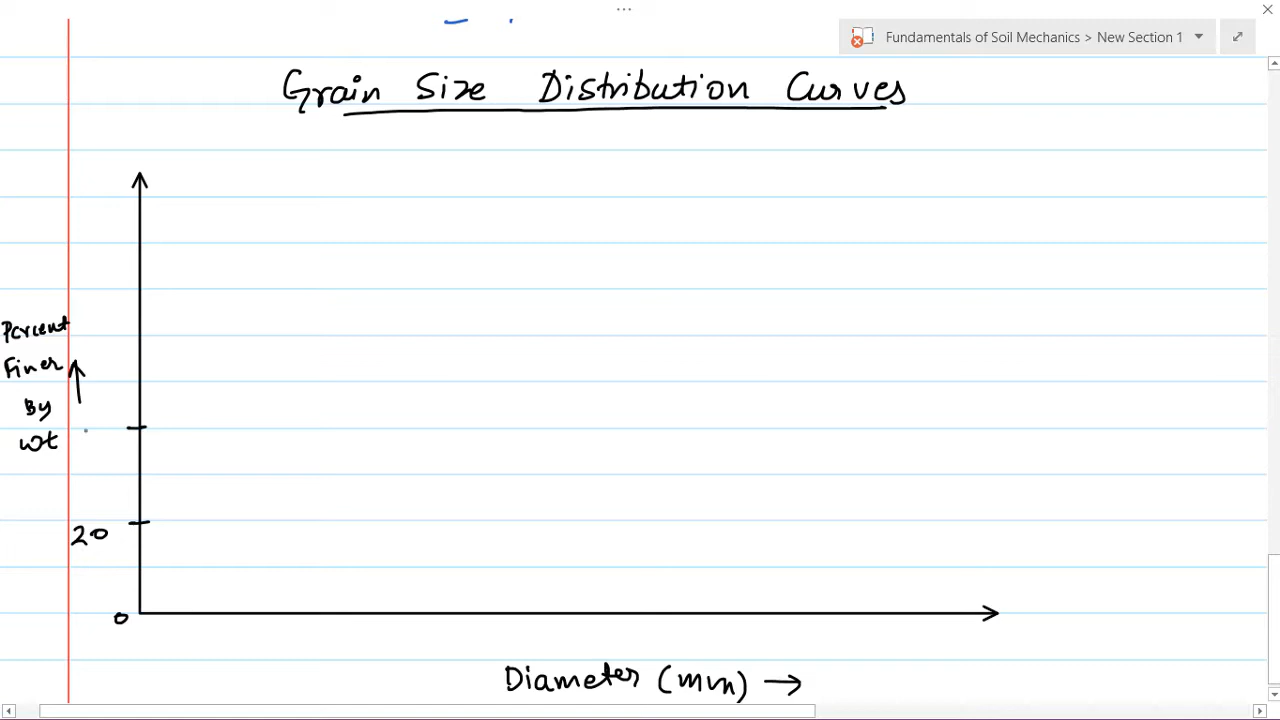 Fundamentals of Soil Mechanics > New Section 1
Grain Size Distribution Curves
Percent
Finer
By
wt
20
0
Diameter (mm) →